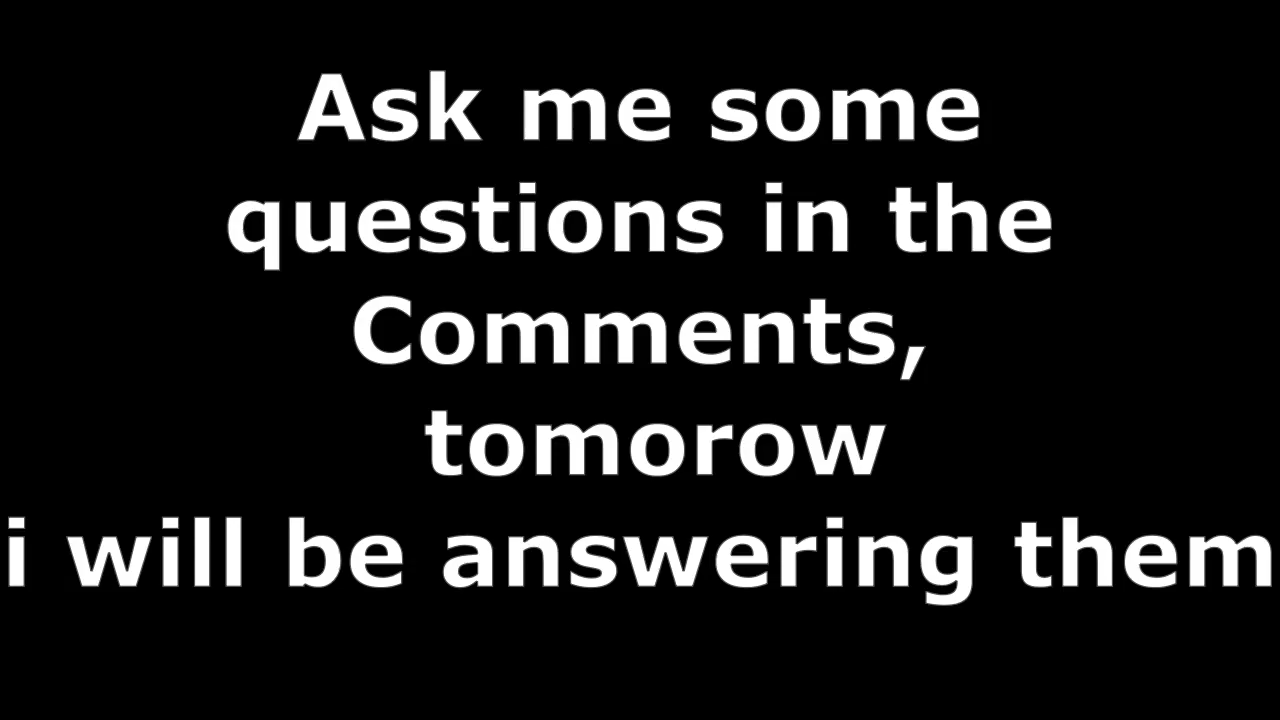 Ask me some
questions in the
Comments,
tomorow
i will be answering them